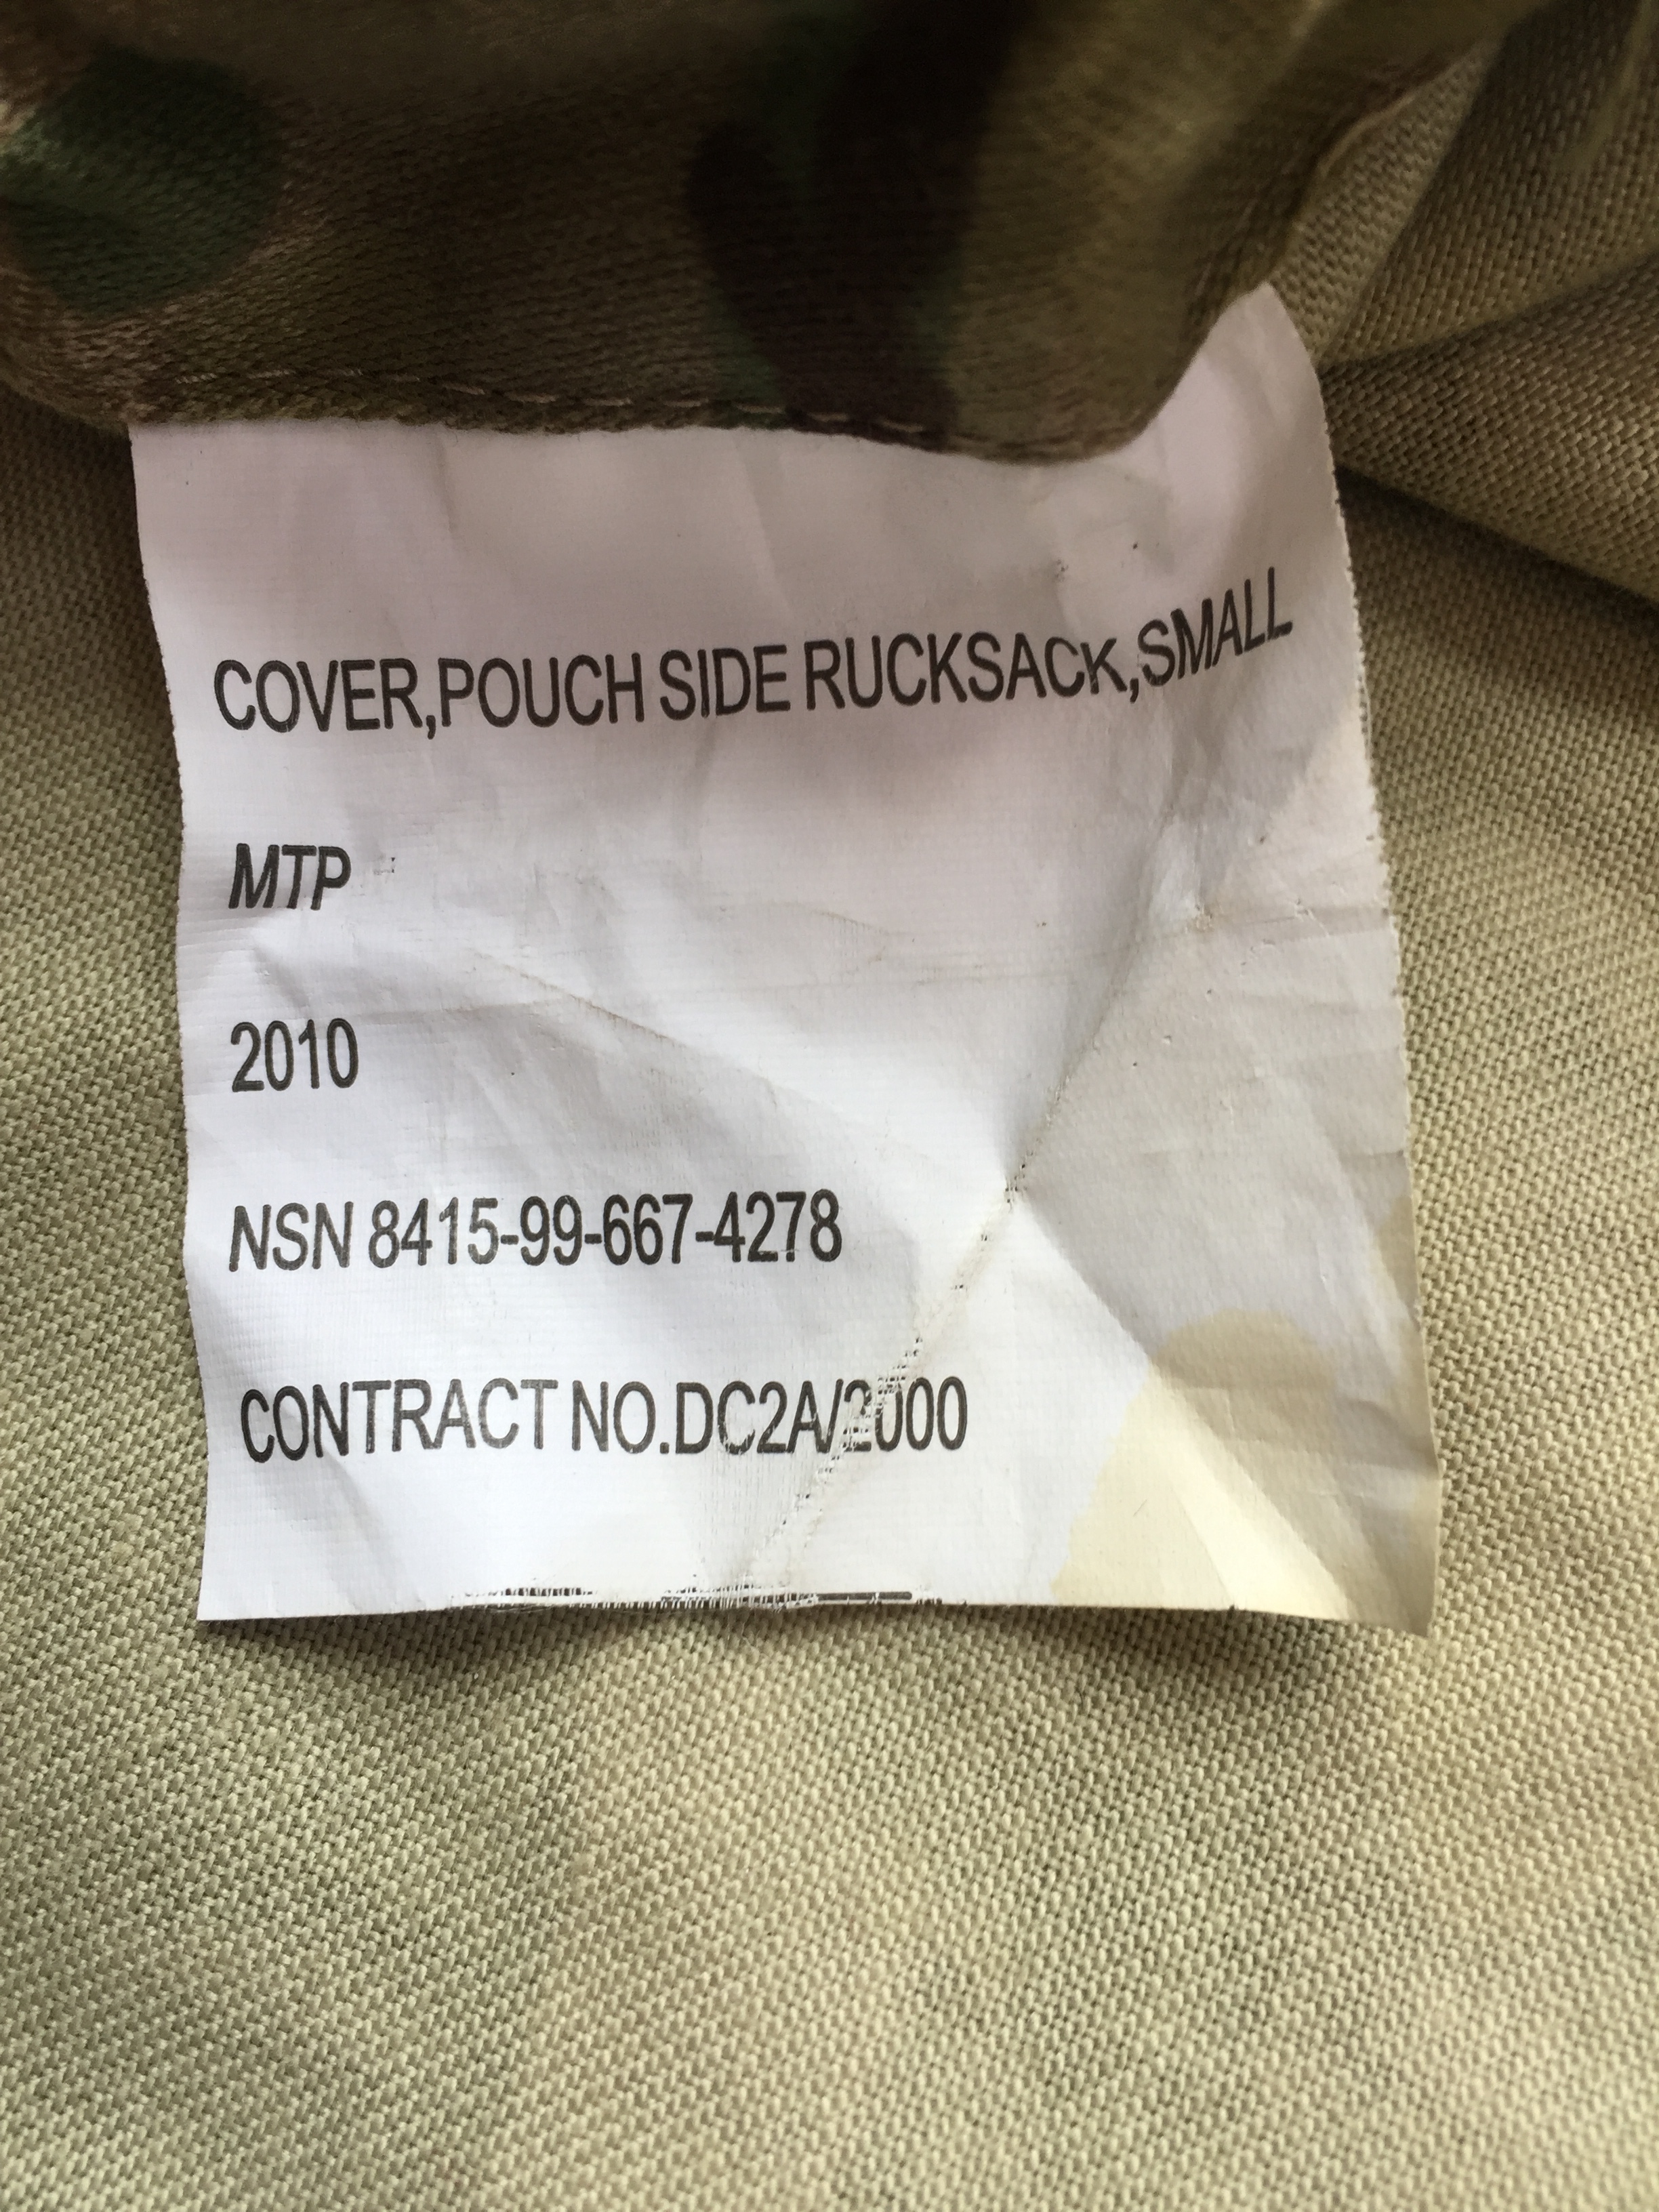 COVER,POUCH SIDE RUCKSACK,SMALL
MTP
2010
NSN 8415-99-667-4278
CONTRACT NO.DC2A/2000